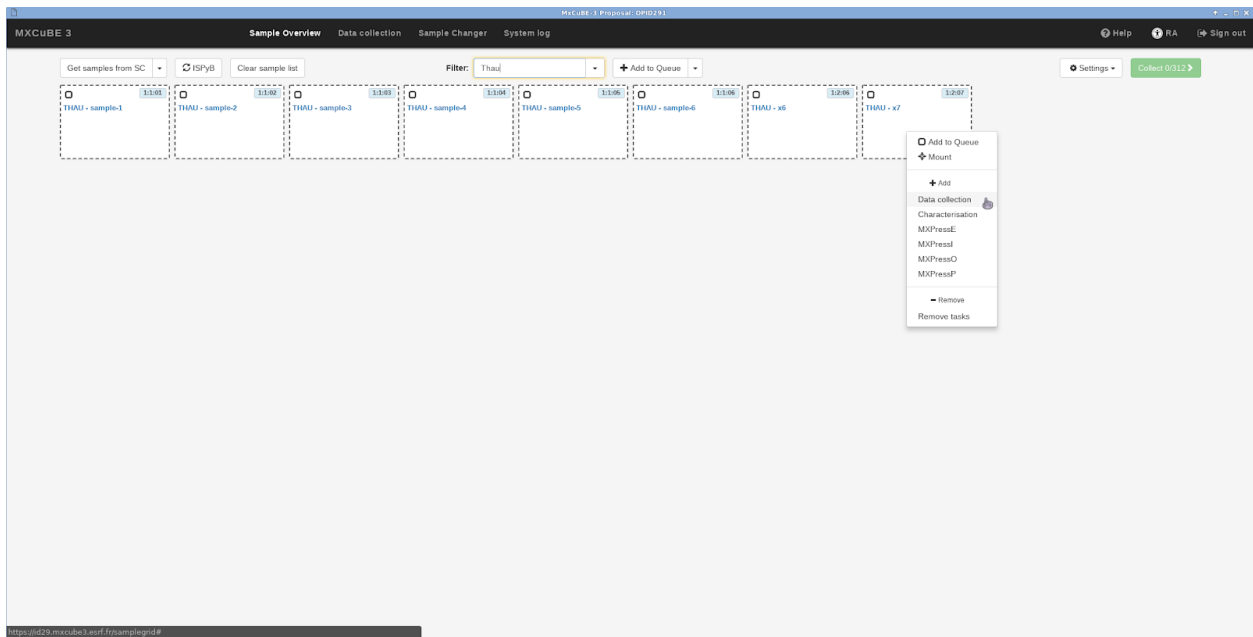 MxCuBE-3 Proposal: OPID291
MXCuBE 3 Sample Overview Data collection Sample Changer System log Help RA Sign out
Get samples from SC ISPyB Clear sample list Filter: Thau Add to Queue Settings Collect 0/312
1:1:01 1:1:02 1:1:03 1:1:04 1:1:05 1:1:06 1:2:06 1:2:07
THAU - sample-1 THAU - sample-2 THAU - sample-3 THAU - sample-4 THAU - sample-5 THAU - sample-6 THAU - x6 THAU - x7
Add to Queue
Mount
Add
Data collection
Characterisation
MXPressE
MXPressI
MXPressO
MXPressP
Remove
Remove tasks
https://id29.mxcube3.esrf.fr/samplegrid#